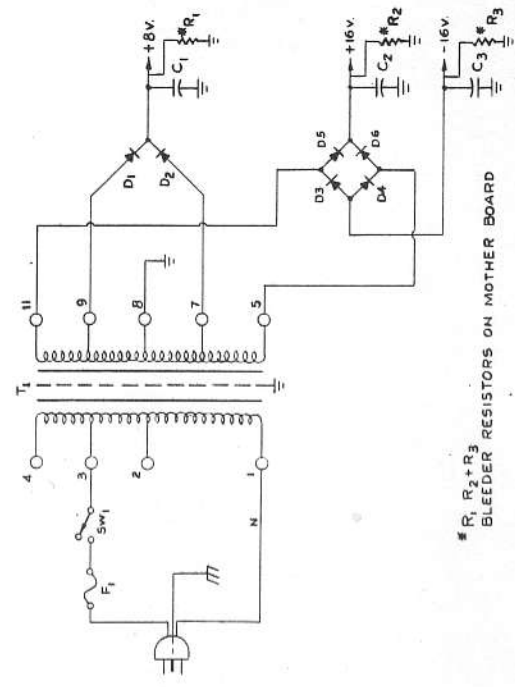 T1
4
3
2
1
SW1
F1
N
11
9
8
7
5
D1
D2
D3
D5
D4
D6
+8v.
*R1
C1
+16v.
*R2
C2
-16v.
*R3
C3
*R1 R2+R3
BLEEDER RESISTORS ON MOTHER BOARD